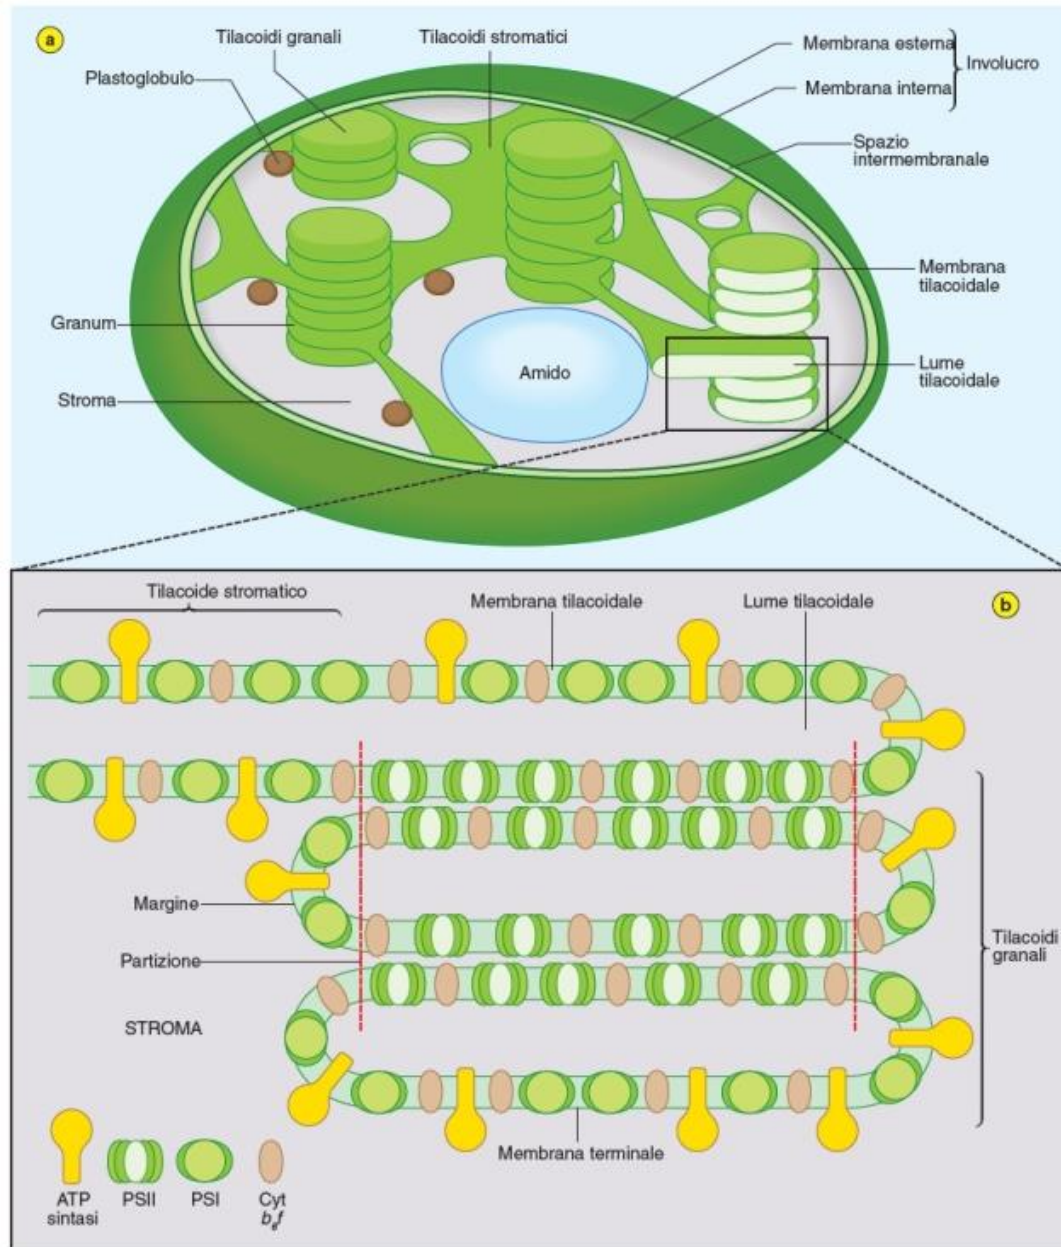 a
Tilacoidi granali
Tilacoidi stromatici
Plastoglobulo
Membrana esterna
Involucro
Membrana interna
Spazio
intermembranale
Membrana
tilacoidale
Granum
Lume
tilacoidale
Amido
Stroma
Tilacoide stromatico
Membrana tilacoidale
Lume tilacoidale
b
Margine
Partizione
Tilacoidi
granali
STROMA
Membrana terminale
ATP
sintasi
PSII
PSI
Cyt
b6f